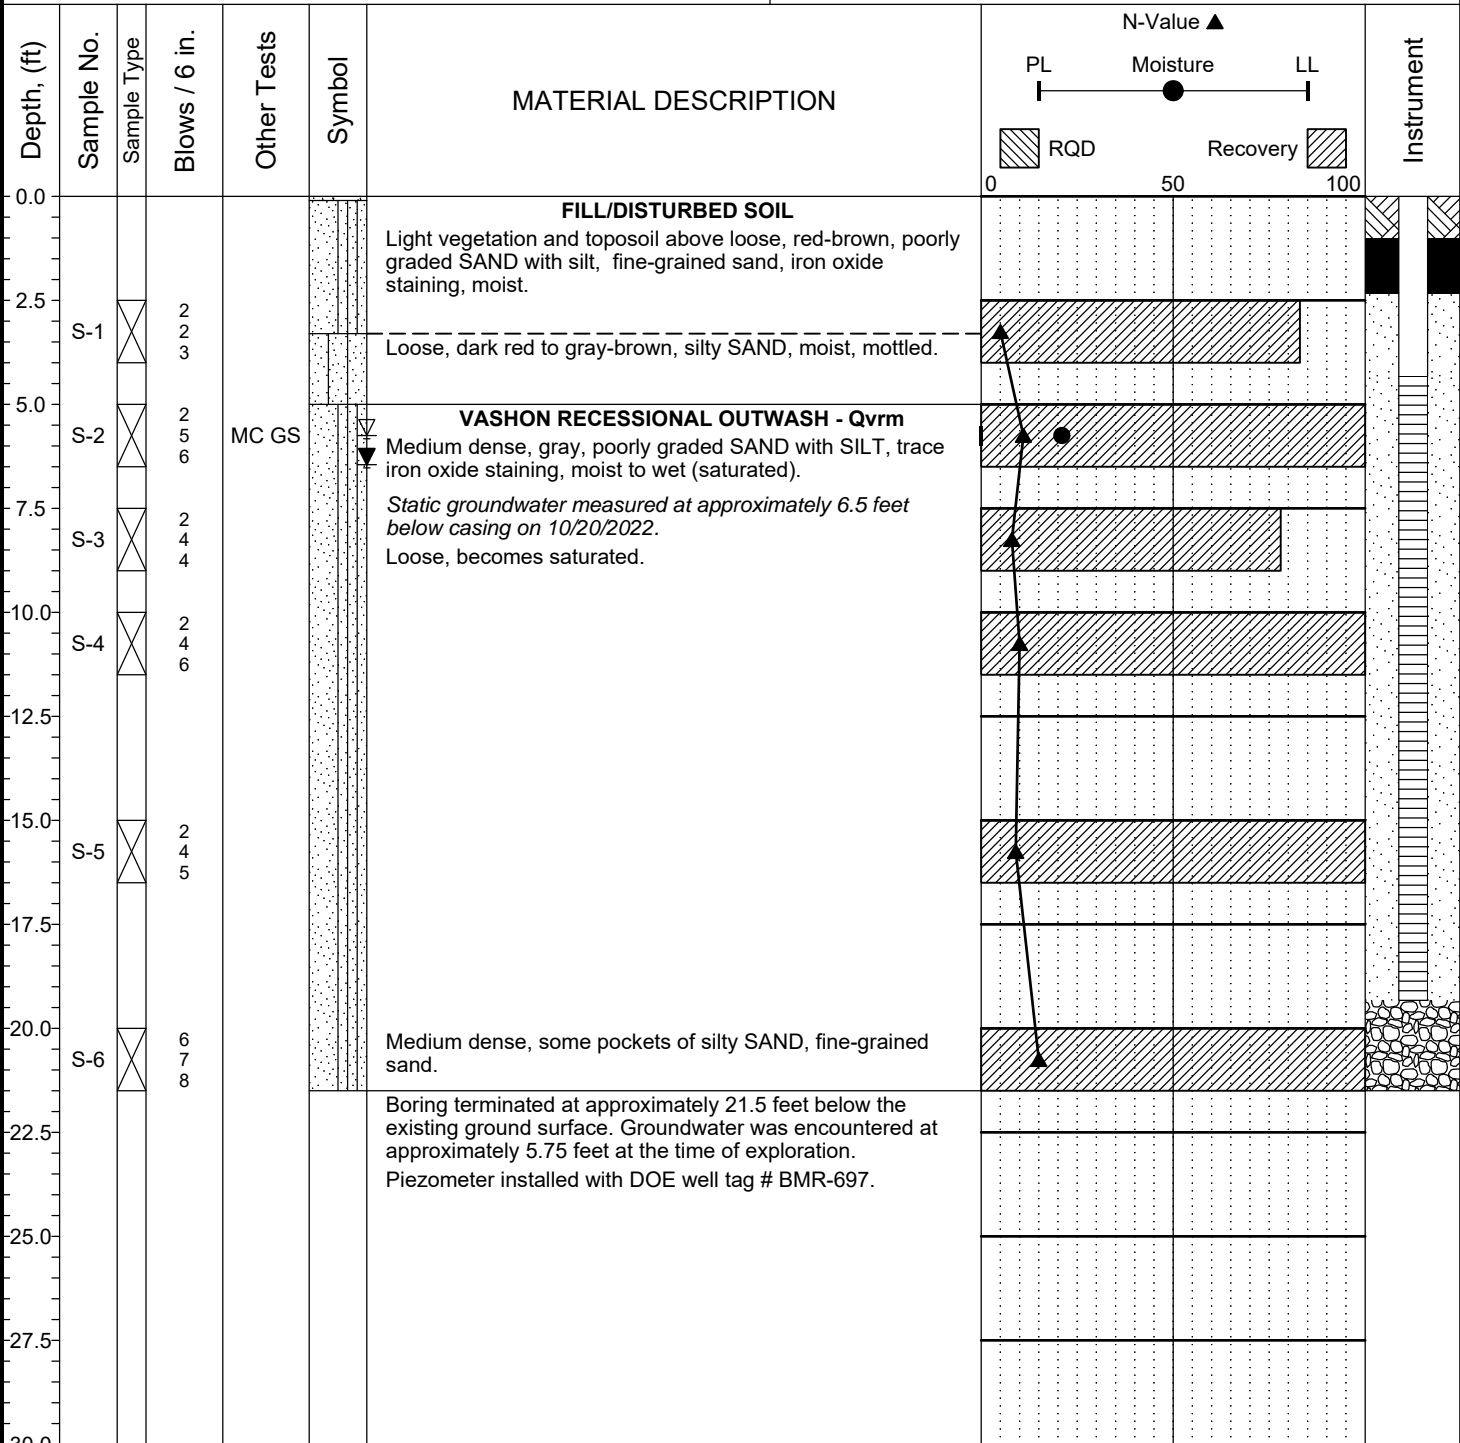 Depth, (ft)
Sample No.
Sample Type
Blows / 6 in.
Other Tests
Symbol
MATERIAL DESCRIPTION
N-Value ▲
PL Moisture LL
RQD Recovery
0 50 100
Instrument
0.0
FILL/DISTURBED SOIL
Light vegetation and toposoil above loose, red-brown, poorly
graded SAND with silt, fine-grained sand, iron oxide
staining, moist.
2.5
S-1
2
2
3
Loose, dark red to gray-brown, silty SAND, moist, mottled.
5.0
S-2
2
5
6
MC GS
VASHON RECESSIONAL OUTWASH - Qvrm
Medium dense, gray, poorly graded SAND with SILT, trace
iron oxide staining, moist to wet (saturated).
Static groundwater measured at approximately 6.5 feet
below casing on 10/20/2022.
7.5
S-3
2
4
4
Loose, becomes saturated.
10.0
S-4
2
4
6
12.5
15.0
S-5
2
4
5
17.5
20.0
S-6
6
7
8
Medium dense, some pockets of silty SAND, fine-grained
sand.
Boring terminated at approximately 21.5 feet below the
existing ground surface. Groundwater was encountered at
approximately 5.75 feet at the time of exploration.
Piezometer installed with DOE well tag # BMR-697.
22.5
25.0
27.5
30.0